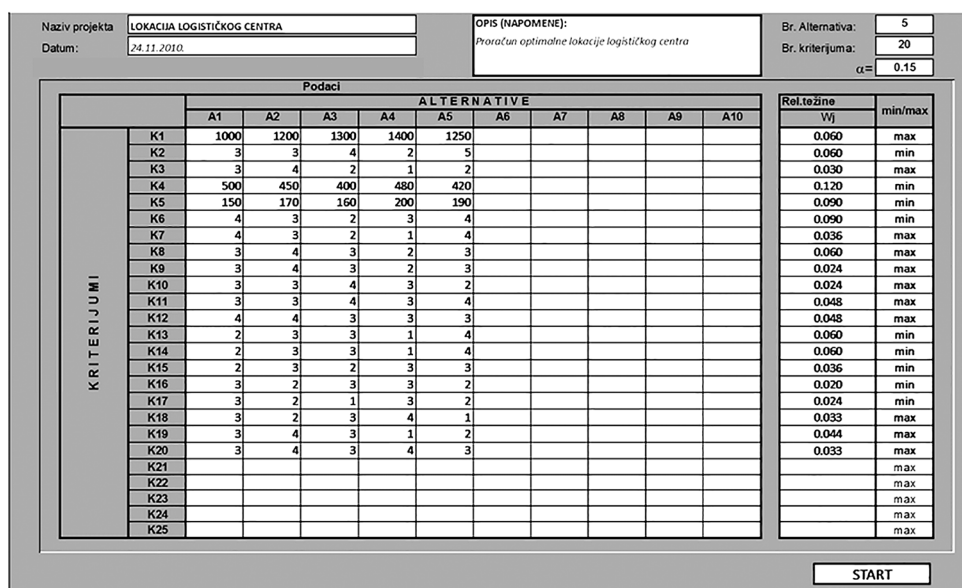 Naziv projekta LOKACIJA LOGISTIČKOG CENTRA OPIS (NAPOMENE): Br. Alternativa: 5
Datum: 24.11.2010. Proračun optimalne lokacije logističkog centra Br. kriterijuma: 20
α= 0.15
Podaci
ALTERNATIVE Rel.težine min/max
A1 A2 A3 A4 A5 A6 A7 A8 A9 A10 Wj
KRITERIJUMI
K1 1000 1200 1300 1400 1250 0.060 max
K2 3 3 4 2 5 0.060 min
K3 3 4 2 1 2 0.030 max
K4 500 450 400 480 420 0.120 min
K5 150 170 160 200 190 0.090 min
K6 4 3 2 3 4 0.090 min
K7 4 3 2 1 4 0.036 max
K8 3 4 3 2 3 0.060 max
K9 3 4 3 2 3 0.024 max
K10 3 3 4 3 2 0.024 max
K11 3 3 4 3 4 0.048 max
K12 4 4 3 3 3 0.048 max
K13 2 3 3 1 4 0.060 min
K14 2 3 3 1 4 0.060 min
K15 2 3 2 3 3 0.036 min
K16 3 2 3 3 2 0.020 min
K17 3 2 1 3 2 0.024 min
K18 3 2 3 4 1 0.033 max
K19 3 4 3 1 2 0.044 max
K20 3 4 3 4 3 0.033 max
K21 max
K22 max
K23 max
K24 max
K25 max
START